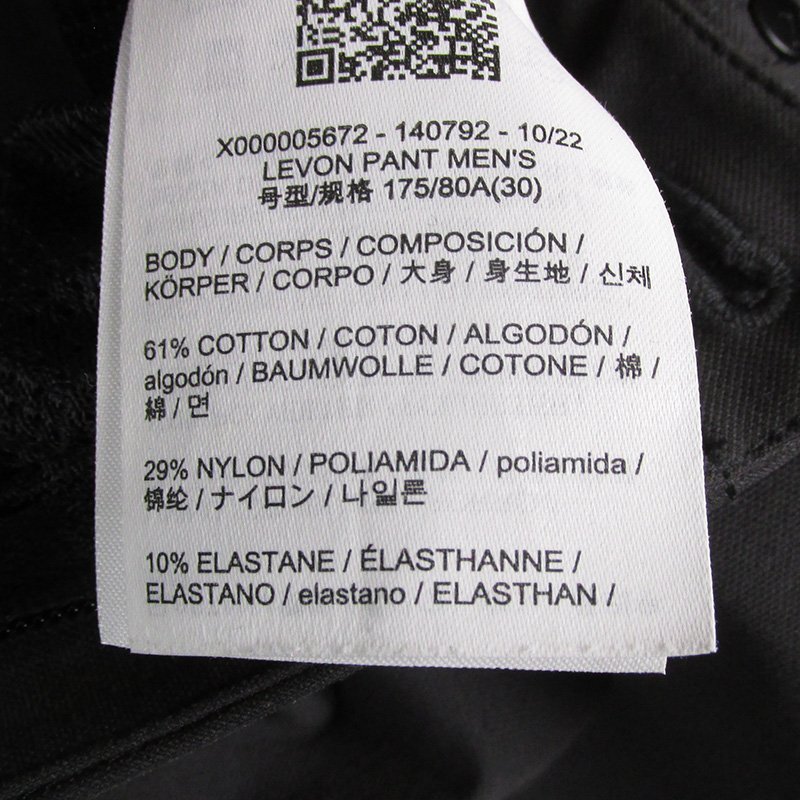 X000005672 - 140792 - 10/22
LEVON PANT MEN'S
号型/规格 175/80A(30)
BODY / CORPS / COMPOSICIÓN /
KÖRPER / CORPO / 大身 / 身生地 / 신체
61% COTTON / COTON / ALGODÓN /
algodón / BAUMWOLLE / COTONE / 棉 /
綿 / 면
29% NYLON / POLIAMIDA / poliamida /
锦纶 / ナイロン / 나일론
10% ELASTANE / ÉLASTHANNE /
ELASTANO / elastano / ELASTHAN /